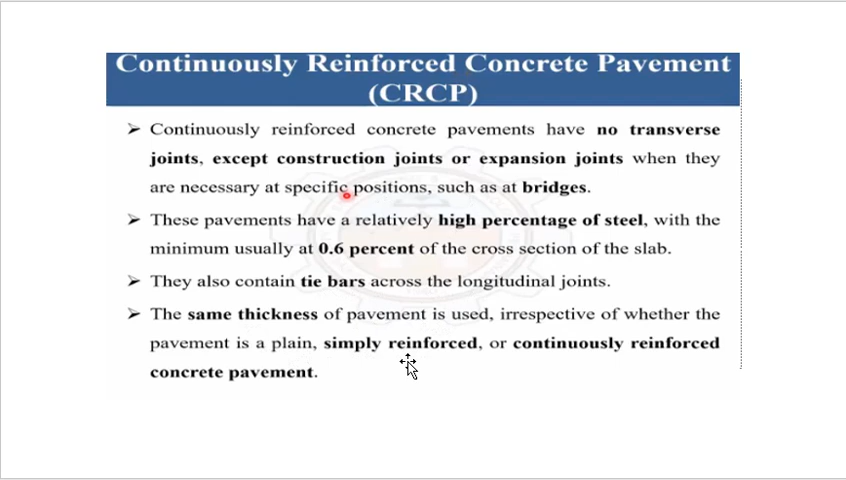 Continuously Reinforced Concrete Pavement
(CRCP)
➤ Continuously reinforced concrete pavements have no transverse
joints, except construction joints or expansion joints when they
are necessary at specific positions, such as at bridges.
➤ These pavements have a relatively high percentage of steel, with the
minimum usually at 0.6 percent of the cross section of the slab.
➤ They also contain tie bars across the longitudinal joints.
➤ The same thickness of pavement is used, irrespective of whether the
pavement is a plain, simply reinforced, or continuously reinforced
concrete pavement.